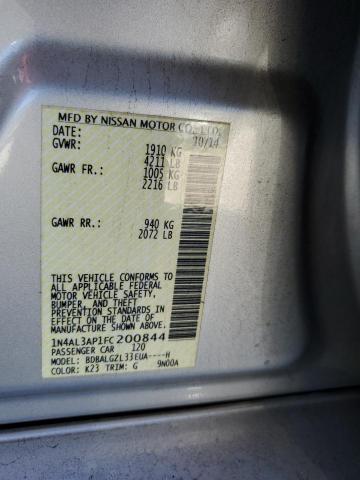 MFD BY NISSAN MOTOR CO., LTD.
DATE: 10/14
GVWR: 1910 KG
4211 LB
GAWR FR.: 1005 KG
2216 LB
GAWR RR.: 940 KG
2072 LB
THIS VEHICLE CONFORMS TO
ALL APPLICABLE FEDERAL
MOTOR VEHICLE SAFETY,
BUMPER, AND THEFT
PREVENTION STANDARDS
IN EFFECT ON THE DATE OF
MANUFACTURE SHOWN ABOVE.
1N4AL3AP1FC200844
PASSENGER CAR 120
MODEL: BDBALGZL33EUA----H
COLOR: K23 TRIM: G 9N00A